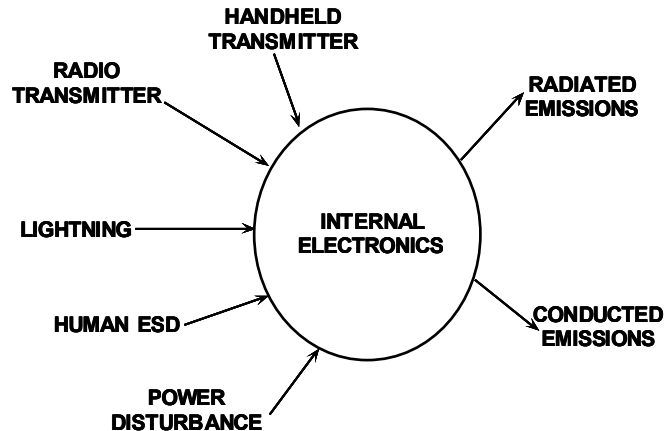 HANDHELD
TRANSMITTER
RADIO
TRANSMITTER
RADIATED
EMISSIONS
LIGHTNING
INTERNAL
ELECTRONICS
HUMAN ESD
CONDUCTED
EMISSIONS
POWER
DISTURBANCE